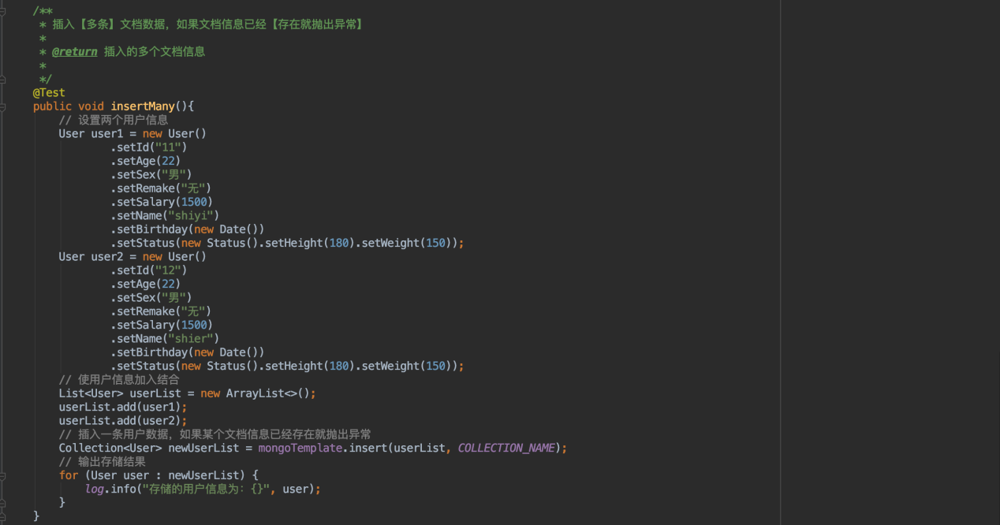 /**
 * 插入【多条】文档数据，如果文档信息已经【存在就抛出异常】
 *
 * @return 插入的多个文档信息
 *
 */
@Test
public void insertMany(){
    // 设置两个用户信息
    User user1 = new User()
            .setId("11")
            .setAge(22)
            .setSex("男")
            .setRemake("无")
            .setSalary(1500)
            .setName("shiyi")
            .setBirthday(new Date())
            .setStatus(new Status().setHeight(180).setWeight(150));
    User user2 = new User()
            .setId("12")
            .setAge(22)
            .setSex("男")
            .setRemake("无")
            .setSalary(1500)
            .setName("shier")
            .setBirthday(new Date())
            .setStatus(new Status().setHeight(180).setWeight(150));
    // 使用户信息加入结合
    List<User> userList = new ArrayList<>();
    userList.add(user1);
    userList.add(user2);
    // 插入一条用户数据，如果某个文档信息已经存在就抛出异常
    Collection<User> newUserList = mongoTemplate.insert(userList, COLLECTION_NAME);
    // 输出存储结果
    for (User user : newUserList) {
        log.info("存储的用户信息为：{}", user);
    }
}